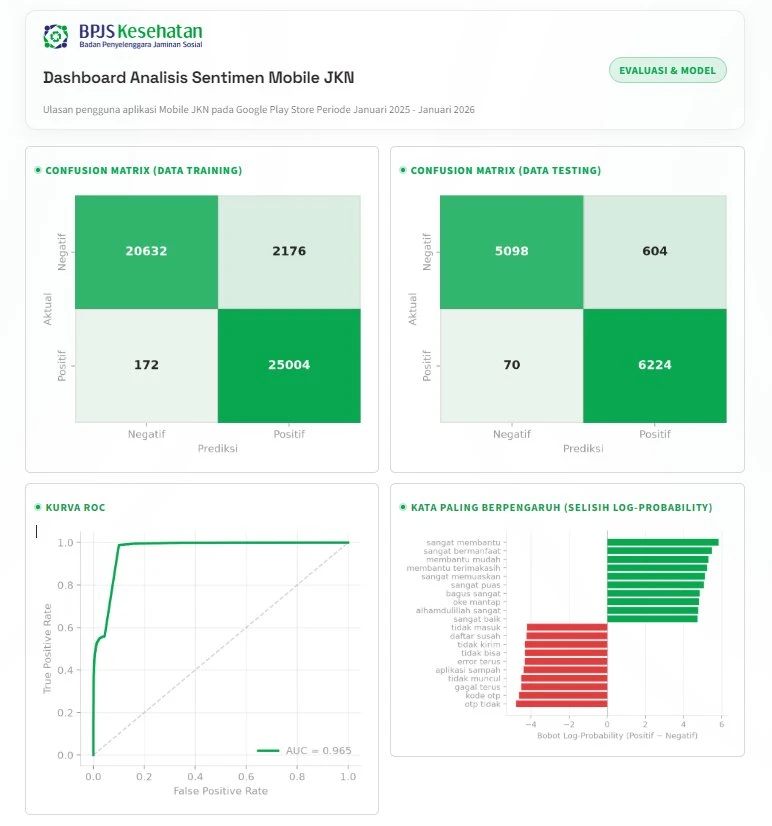 BPJS Kesehatan
Badan Penyelenggara Jaminan Sosial
Dashboard Analisis Sentimen Mobile JKN
EVALUASI & MODEL
Ulasan pengguna aplikasi Mobile JKN pada Google Play Store Periode Januari 2025 - Januari 2026
CONFUSION MATRIX (DATA TRAINING)
Aktual
Negatif
20632
2176
Positif
172
25004
Negatif
Positif
Prediksi
CONFUSION MATRIX (DATA TESTING)
Aktual
Negatif
5098
604
Positif
70
6224
Negatif
Positif
Prediksi
KURVA ROC
True Positive Rate
1.0
0.8
0.6
0.4
0.2
0.0
AUC = 0.965
0.0 0.2 0.4 0.6 0.8 1.0
False Positive Rate
KATA PALING BERPENGARUH (SELISIH LOG-PROBABILITY)
sangat membantu
sangat bermanfaat
membantu mudah
membantu terimakasih
sangat memuaskan
sangat puas
bagus sangat
oke mantap
alhamdulillah sangat
sangat baik
tidak masuk
daftar susah
tidak kirim
tidak bisa
error terus
aplikasi sampah
tidak muncul
gagal terus
kode otp
otp tidak
−4 −2 0 2 4 6
Bobot Log-Probability (Positif − Negatif)